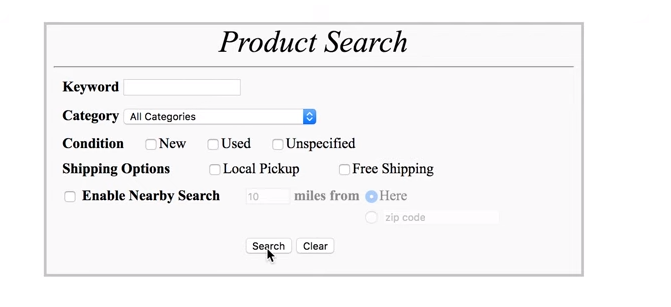 Product Search
Keyword
Category All Categories
Condition New Used Unspecified
Shipping Options Local Pickup Free Shipping
Enable Nearby Search 10 miles from Here
zip code
Search Clear